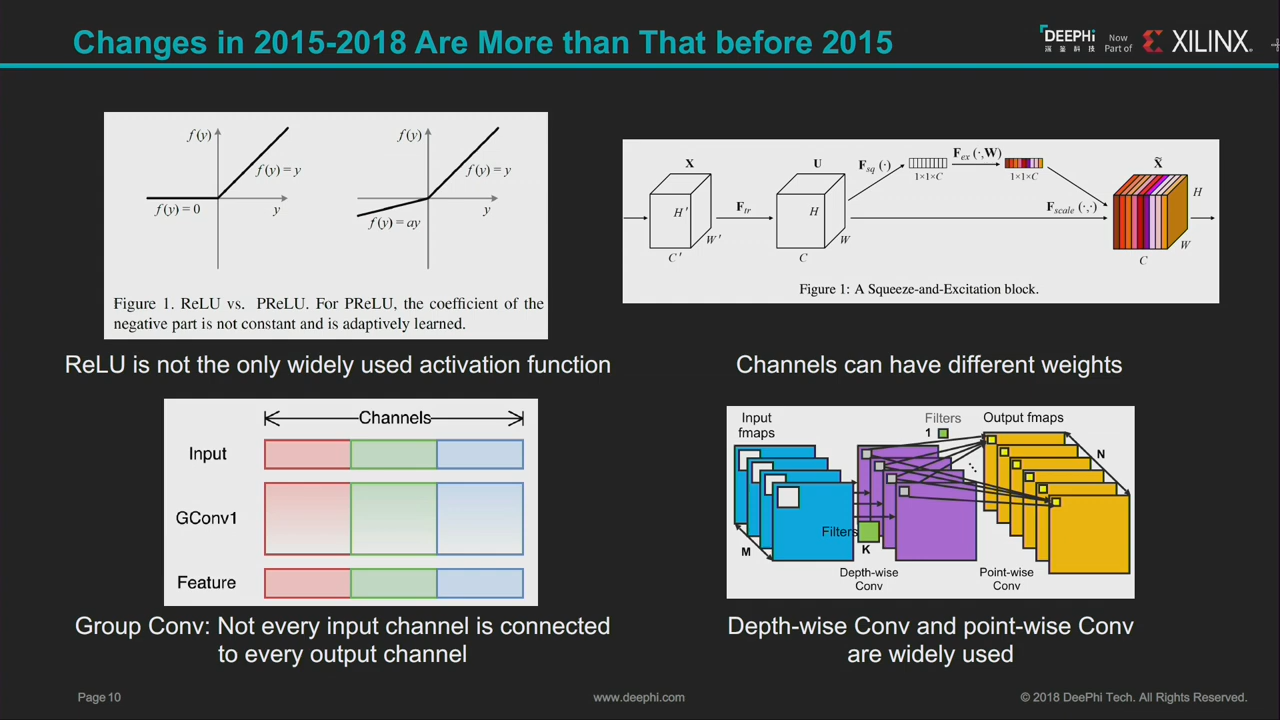 Changes in 2015-2018 Are More than That before 2015
DEEPHi
深鉴科技
Now
Part of
XILINX
f(y)
f(y) = y
f(y) = 0
y
f(y)
f(y) = y
f(y) = ay
y
Figure 1. ReLU vs. PReLU. For PReLU, the coefficient of the
negative part is not constant and is adaptively learned.
X
H'
W'
C'
F_tr
U
H
W
C
F_sq (·)
1×1×C
F_ex (·,W)
1×1×C
F_scale (·,·)
X̃
H
W
C
Figure 1: A Squeeze-and-Excitation block.
ReLU is not the only widely used activation function
Channels can have different weights
Channels
Input
GConv1
Feature
Input
fmaps
Filters
1
Output fmaps
N
M
Filters
K
Depth-wise
Conv
Point-wise
Conv
Group Conv: Not every input channel is connected
to every output channel
Depth-wise Conv and point-wise Conv
are widely used
Page 10
www.deephi.com
© 2018 DeePhi Tech. All Rights Reserved.